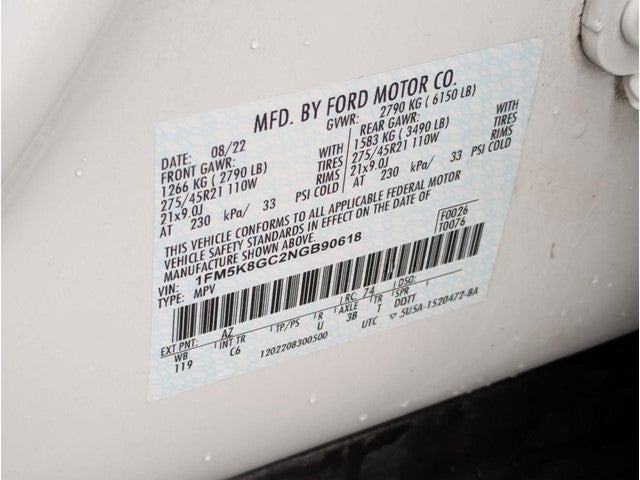 MFD. BY FORD MOTOR CO.
DATE: 08/22 GVWR: 2790 KG ( 6150 LB)
FRONT GAWR: REAR GAWR:
1266 KG ( 2790 LB) WITH 1583 KG ( 3490 LB) WITH
275/45R21 110W TIRES 275/45R21 110W TIRES
21x9.0J RIMS 21x9.0J RIMS
AT 230 kPa/ 33 PSI COLD AT 230 kPa/ 33 PSI COLD
THIS VEHICLE CONFORMS TO ALL APPLICABLE FEDERAL MOTOR
VEHICLE SAFETY STANDARDS IN EFFECT ON THE DATE OF
MANUFACTURE SHOWN ABOVE.
VIN: 1FM5K8GC2NGB90618 F0026
TYPE: MPV T0076
EXT PNT: AZ RC: 74 DSO:
WB INT TR TP/PS R AXLE TR
119 C6 U 3B T DDTT
1202208300500 UTC ▽ 5U5A-1520472-BA